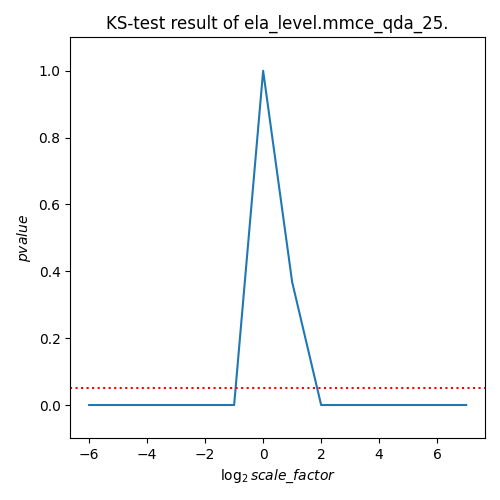 KS-test result of ela_level.mmce_qda_25.
1.0
0.8
0.6
0.4
0.2
0.0
pvalue
−6 −4 −2 0 2 4 6
log₂ scale_factor